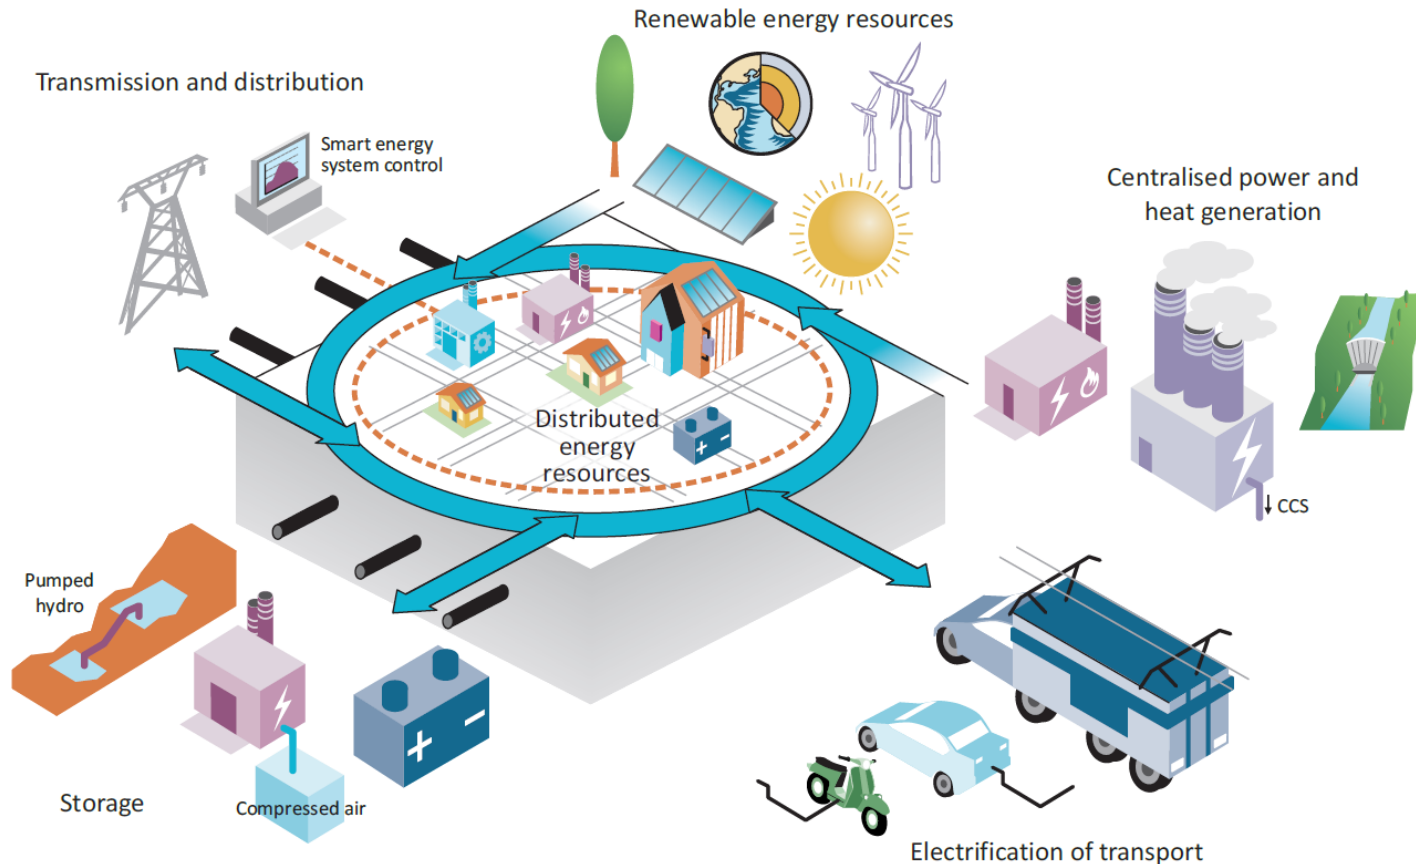 Renewable energy resources
Transmission and distribution
Smart energy
system control
Centralised power and
heat generation
Distributed
energy
resources
CCS
Pumped
hydro
Storage
Compressed air
+ -
+ -
Electrification of transport